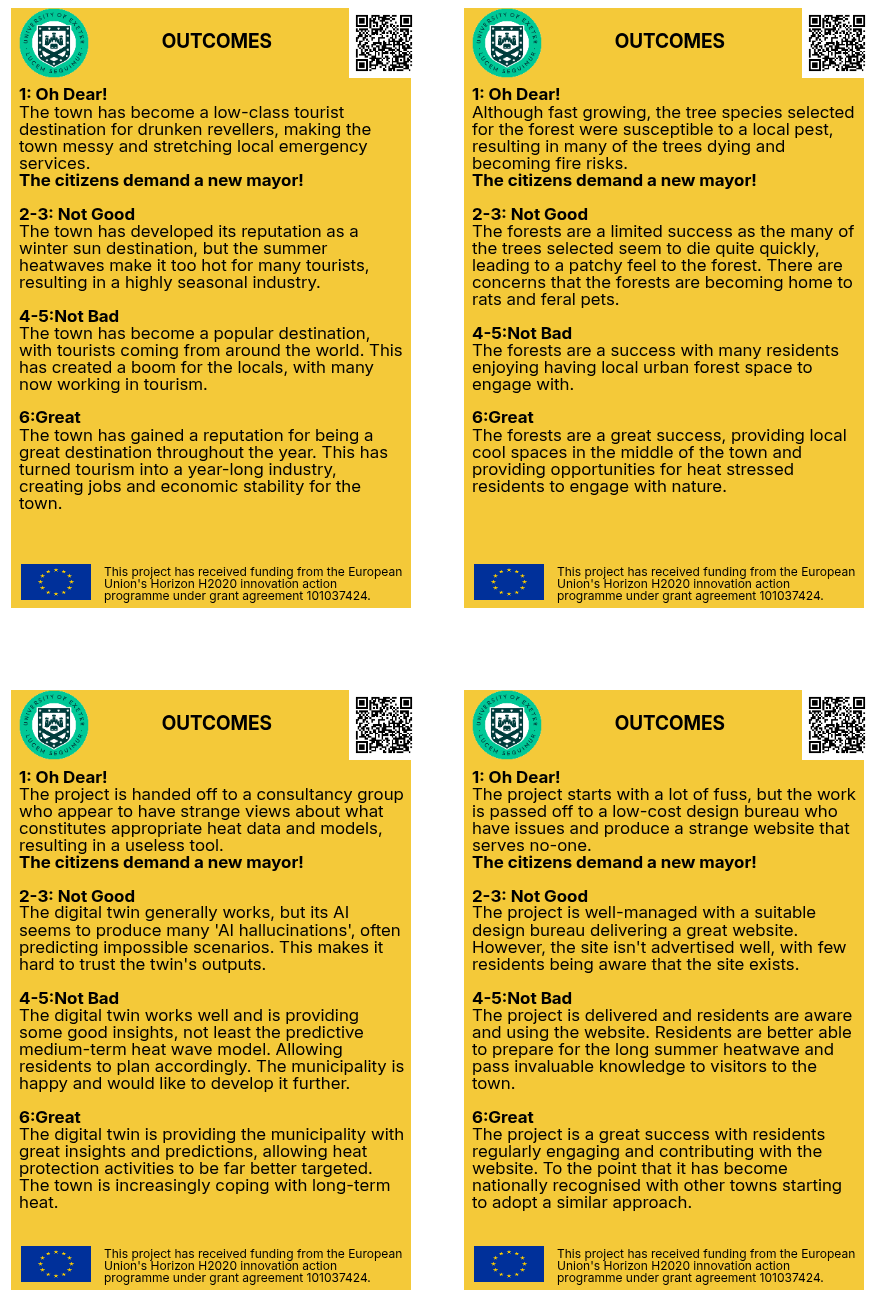 UNIVERSITY OF EXETER
LUCEM SEQUIMUR
OUTCOMES
1: Oh Dear!
The town has become a low-class tourist
destination for drunken revellers, making the
town messy and stretching local emergency
services.
The citizens demand a new mayor!
2-3: Not Good
The town has developed its reputation as a
winter sun destination, but the summer
heatwaves make it too hot for many tourists,
resulting in a highly seasonal industry.
4-5:Not Bad
The town has become a popular destination,
with tourists coming from around the world. This
has created a boom for the locals, with many
now working in tourism.
6:Great
The town has gained a reputation for being a
great destination throughout the year. This has
turned tourism into a year-long industry,
creating jobs and economic stability for the
town.
This project has received funding from the European
Union's Horizon H2020 innovation action
programme under grant agreement 101037424.
UNIVERSITY OF EXETER
LUCEM SEQUIMUR
OUTCOMES
1: Oh Dear!
Although fast growing, the tree species selected
for the forest were susceptible to a local pest,
resulting in many of the trees dying and
becoming fire risks.
The citizens demand a new mayor!
2-3: Not Good
The forests are a limited success as the many of
the trees selected seem to die quite quickly,
leading to a patchy feel to the forest. There are
concerns that the forests are becoming home to
rats and feral pets.
4-5:Not Bad
The forests are a success with many residents
enjoying having local urban forest space to
engage with.
6:Great
The forests are a great success, providing local
cool spaces in the middle of the town and
providing opportunities for heat stressed
residents to engage with nature.
This project has received funding from the European
Union's Horizon H2020 innovation action
programme under grant agreement 101037424.
UNIVERSITY OF EXETER
LUCEM SEQUIMUR
OUTCOMES
1: Oh Dear!
The project is handed off to a consultancy group
who appear to have strange views about what
constitutes appropriate heat data and models,
resulting in a useless tool.
The citizens demand a new mayor!
2-3: Not Good
The digital twin generally works, but its AI
seems to produce many 'AI hallucinations', often
predicting impossible scenarios. This makes it
hard to trust the twin's outputs.
4-5:Not Bad
The digital twin works well and is providing
some good insights, not least the predictive
medium-term heat wave model. Allowing
residents to plan accordingly. The municipality is
happy and would like to develop it further.
6:Great
The digital twin is providing the municipality with
great insights and predictions, allowing heat
protection activities to be far better targeted.
The town is increasingly coping with long-term
heat.
This project has received funding from the European
Union's Horizon H2020 innovation action
programme under grant agreement 101037424.
UNIVERSITY OF EXETER
LUCEM SEQUIMUR
OUTCOMES
1: Oh Dear!
The project starts with a lot of fuss, but the work
is passed off to a low-cost design bureau who
have issues and produce a strange website that
serves no-one.
The citizens demand a new mayor!
2-3: Not Good
The project is well-managed with a suitable
design bureau delivering a great website.
However, the site isn't advertised well, with few
residents being aware that the site exists.
4-5:Not Bad
The project is delivered and residents are aware
and using the website. Residents are better able
to prepare for the long summer heatwave and
pass invaluable knowledge to visitors to the
town.
6:Great
The project is a great success with residents
regularly engaging and contributing with the
website. To the point that it has become
nationally recognised with other towns starting
to adopt a similar approach.
This project has received funding from the European
Union's Horizon H2020 innovation action
programme under grant agreement 101037424.